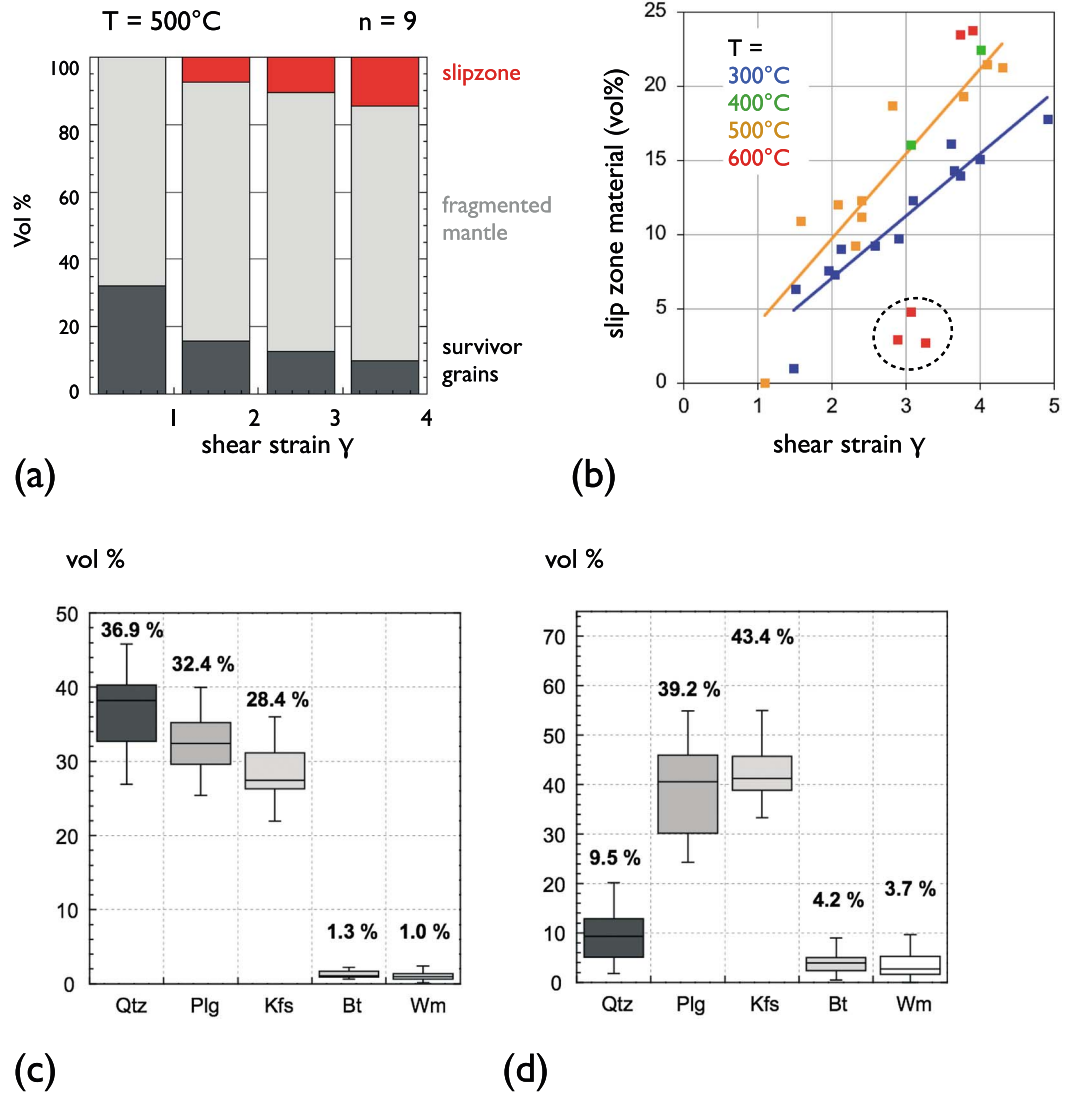 T = 500°C n = 9
100
80
60
40
20
0
Vol %
slipzone
fragmented
mantle
survivor
grains
1 2 3 4
shear strain γ
(a)
25
20
15
10
5
0
slip zone material (vol%)
T =
300°C
400°C
500°C
600°C
0 1 2 3 4 5
shear strain γ
(b)
vol %
50
40
30
20
10
0
36.9 %
32.4 %
28.4 %
1.3 %
1.0 %
Qtz Plg Kfs Bt Wm
(c)
vol %
70
60
50
40
30
20
10
0
9.5 %
39.2 %
43.4 %
4.2 %
3.7 %
Qtz Plg Kfs Bt Wm
(d)